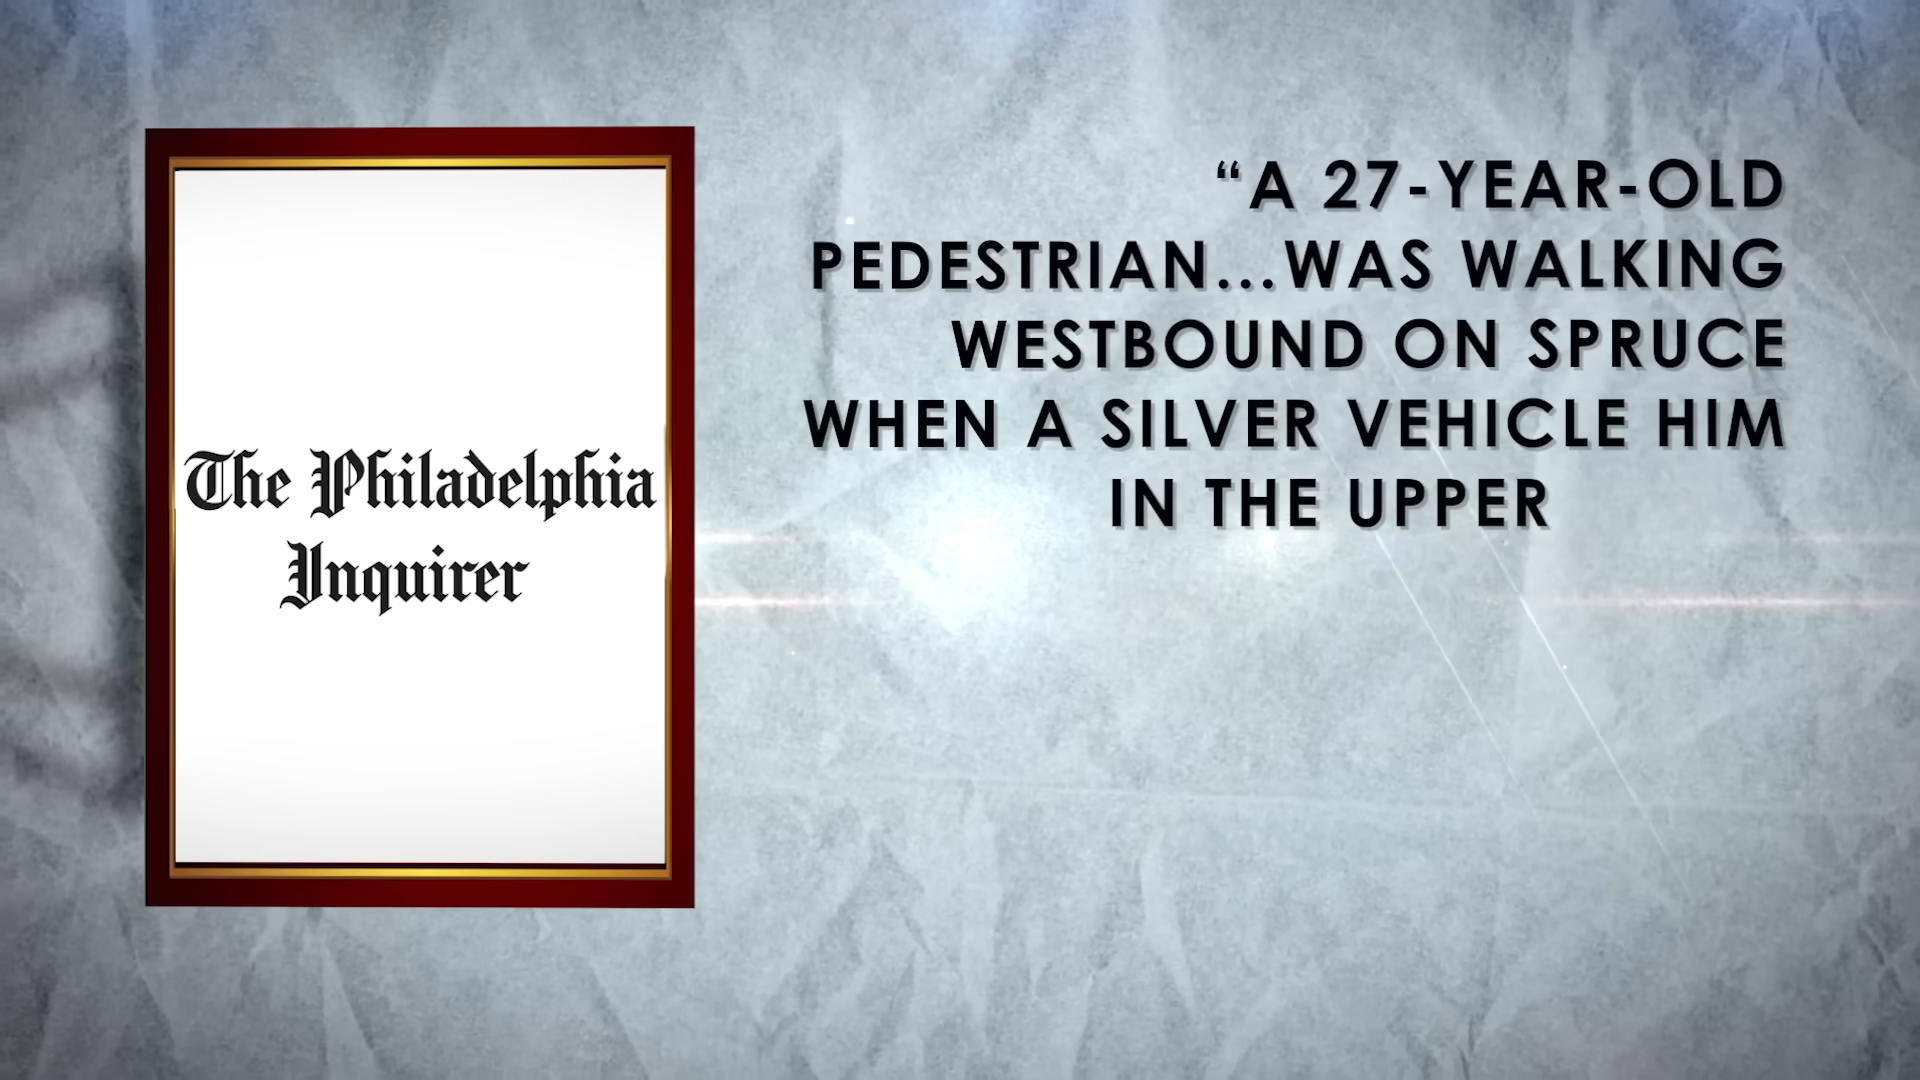 The Philadelphia
Inquirer
“A 27-YEAR-OLD
PEDESTRIAN...WAS WALKING
WESTBOUND ON SPRUCE
WHEN A SILVER VEHICLE HIM
IN THE UPPER